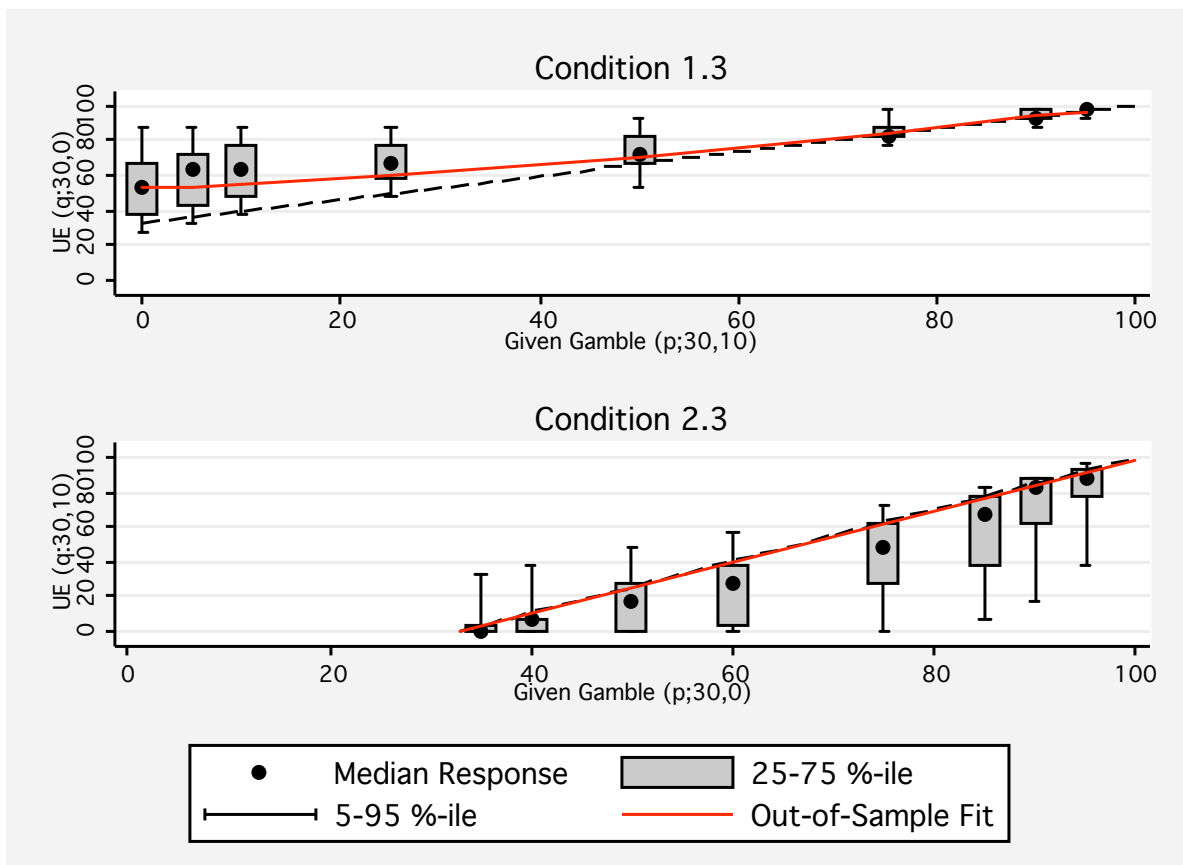 Condition 1.3
UE (q;30,0)
0 20 40 60 80 100
0 20 40 60 80 100
Given Gamble (p;30,10)
Condition 2.3
UE (q:30,10)
0 20 40 60 80 100
0 20 40 60 80 100
Given Gamble (p;30,0)
Median Response 25-75 %-ile
5-95 %-ile Out-of-Sample Fit